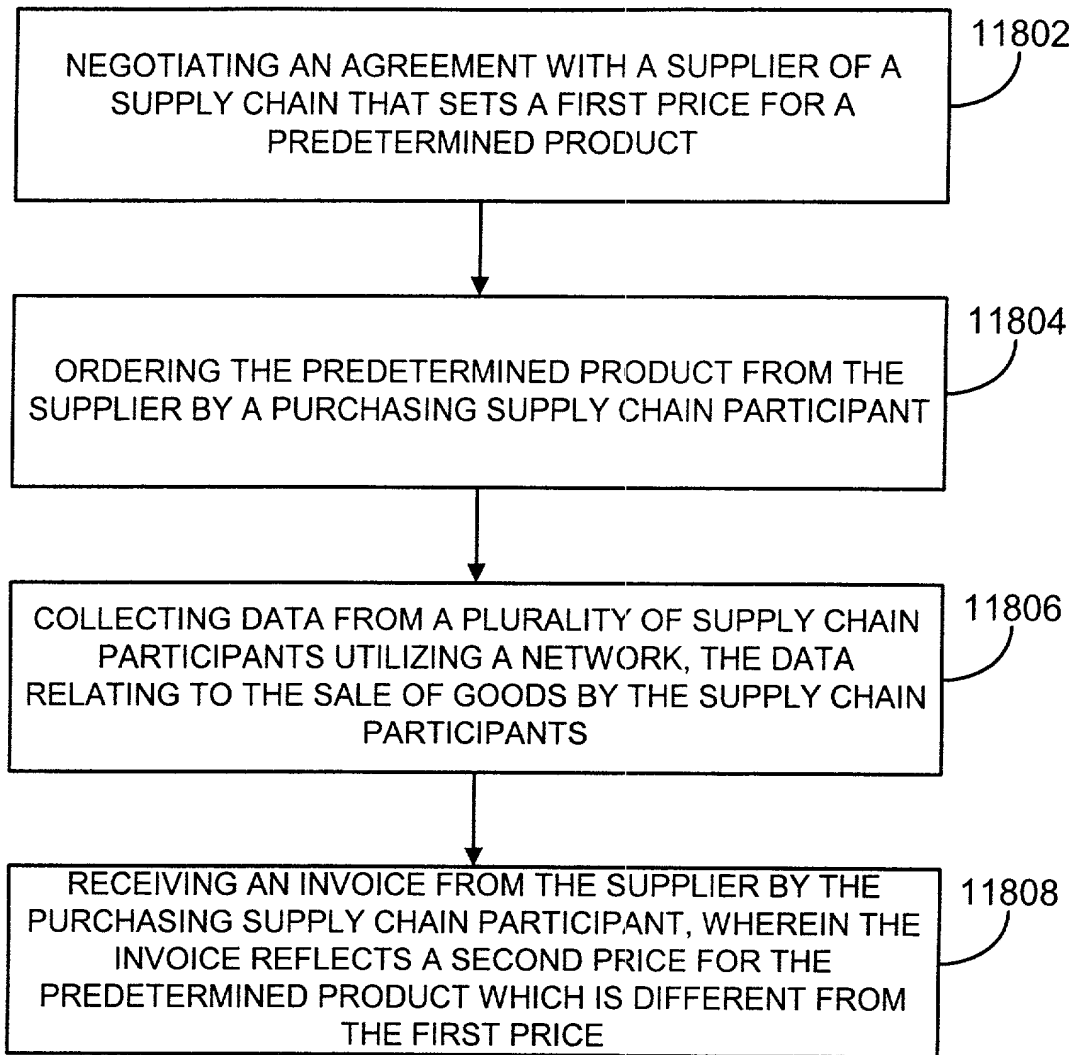 11802
NEGOTIATING AN AGREEMENT WITH A SUPPLIER OF A
SUPPLY CHAIN THAT SETS A FIRST PRICE FOR A
PREDETERMINED PRODUCT
11804
ORDERING THE PREDETERMINED PRODUCT FROM THE
SUPPLIER BY A PURCHASING SUPPLY CHAIN PARTICIPANT
11806
COLLECTING DATA FROM A PLURALITY OF SUPPLY CHAIN
PARTICIPANTS UTILIZING A NETWORK, THE DATA
RELATING TO THE SALE OF GOODS BY THE SUPPLY CHAIN
PARTICIPANTS
11808
RECEIVING AN INVOICE FROM THE SUPPLIER BY THE
PURCHASING SUPPLY CHAIN PARTICIPANT, WHEREIN THE
INVOICE REFLECTS A SECOND PRICE FOR THE
PREDETERMINED PRODUCT WHICH IS DIFFERENT FROM
THE FIRST PRICE